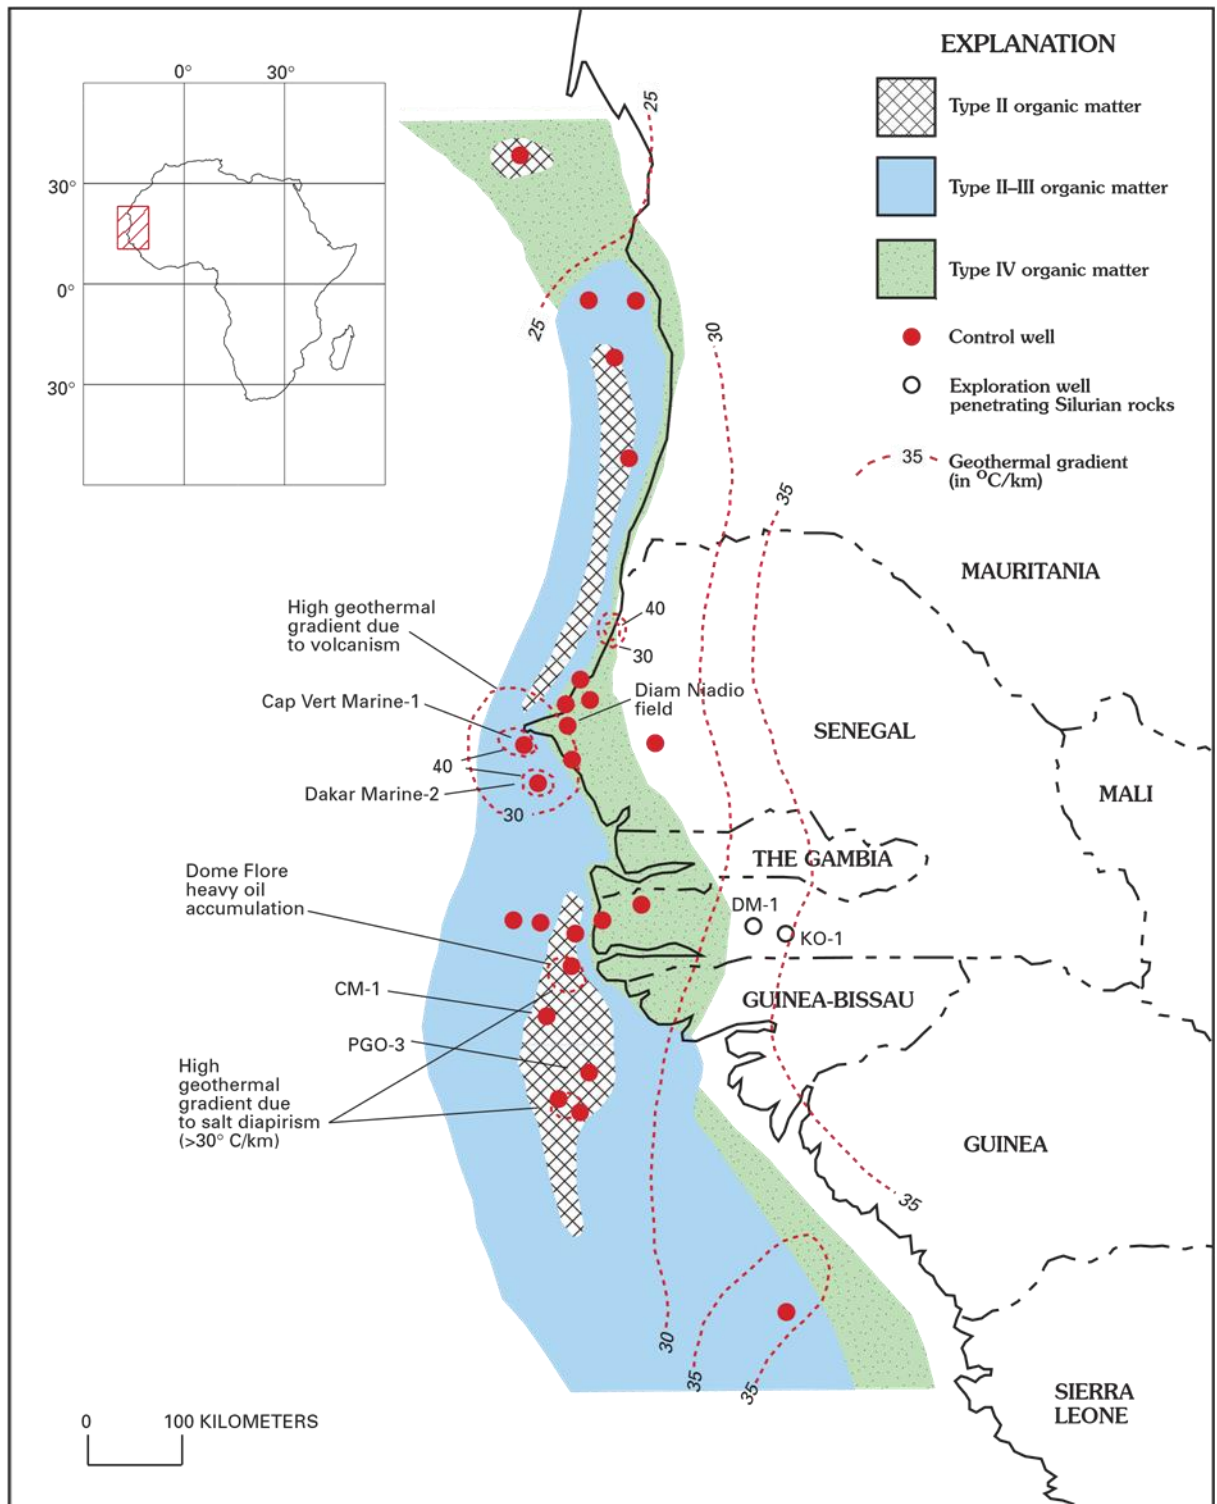 EXPLANATION
Type II organic matter
Type II–III organic matter
Type IV organic matter
Control well
Exploration well
penetrating Silurian rocks
35
Geothermal gradient
(in °C/km)
0°
30°
30°
0°
30°
25
25
30
35
MAURITANIA
High geothermal
gradient due
to volcanism
40
30
Cap Vert Marine-1
Diam Niadio
field
SENEGAL
40
Dakar Marine-2
30
MALI
THE GAMBIA
Dome Flore
heavy oil
accumulation
DM-1
KO-1
CM-1
GUINEA-BISSAU
PGO-3
High
geothermal
gradient due
to salt diapirism
(>30° C/km)
GUINEA
35
30
35
35
SIERRA
LEONE
0
100 KILOMETERS